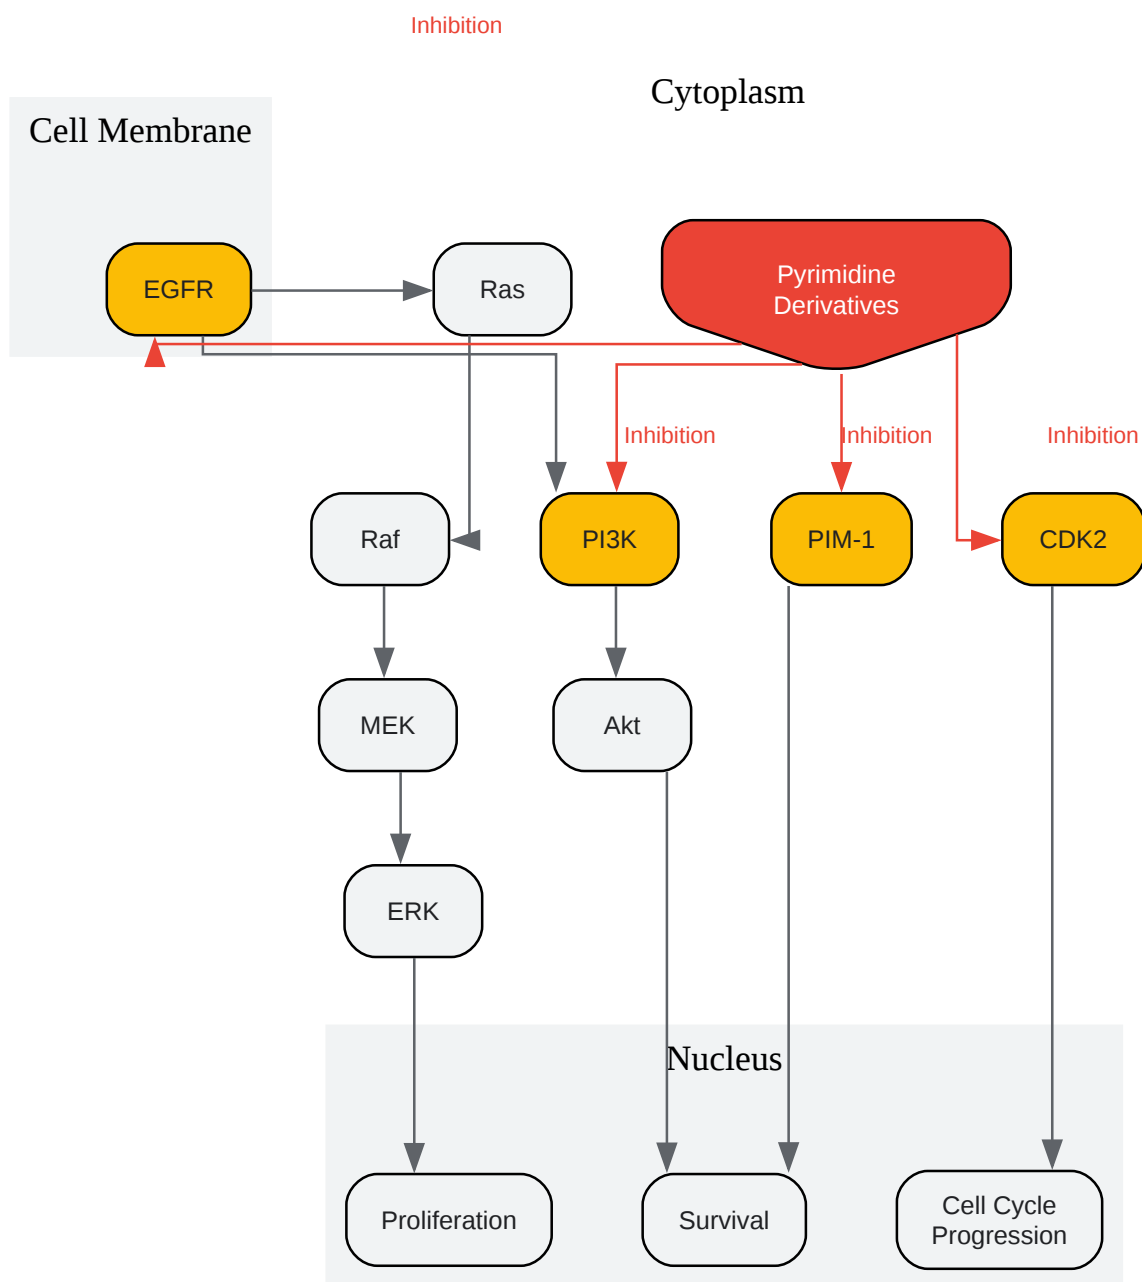 Inhibition
Cytoplasm
Cell Membrane
EGFR
Ras
Pyrimidine
Derivatives
Inhibition
Inhibition
Inhibition
Raf
PI3K
PIM-1
CDK2
MEK
Akt
ERK
Nucleus
Proliferation
Survival
Cell Cycle
Progression